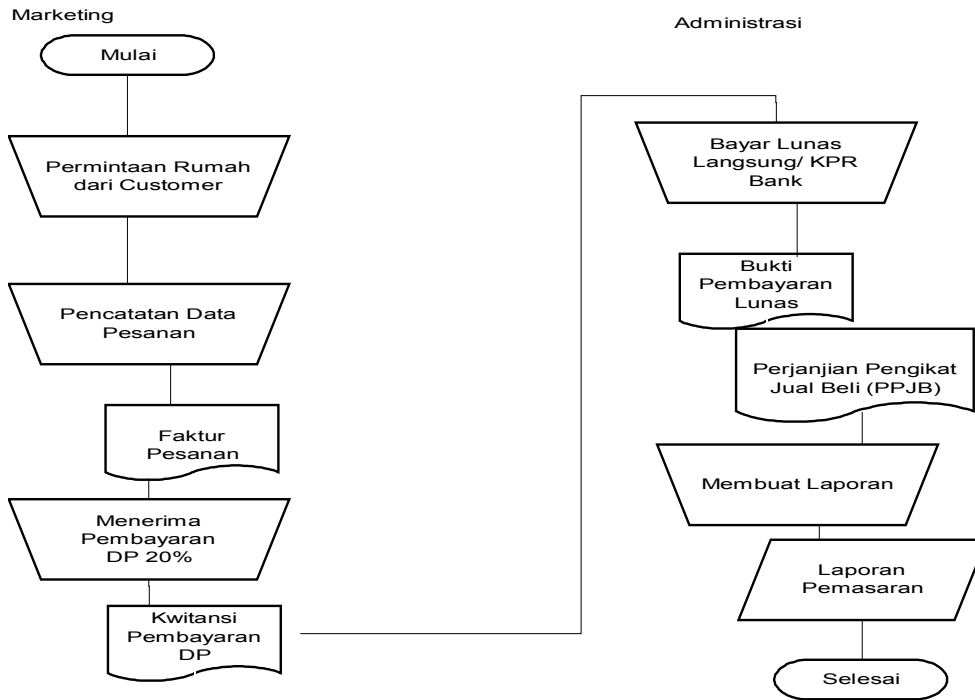 Marketing
Mulai
Permintaan Rumah
dari Customer
Pencatatan Data
Pesanan
Faktur
Pesanan
Menerima
Pembayaran
DP 20%
Kwitansi
Pembayaran
DP
Administrasi
Bayar Lunas
Langsung/ KPR
Bank
Bukti
Pembayaran
Lunas
Perjanjian Pengikat
Jual Beli (PPJB)
Membuat Laporan
Laporan
Pemasaran
Selesai